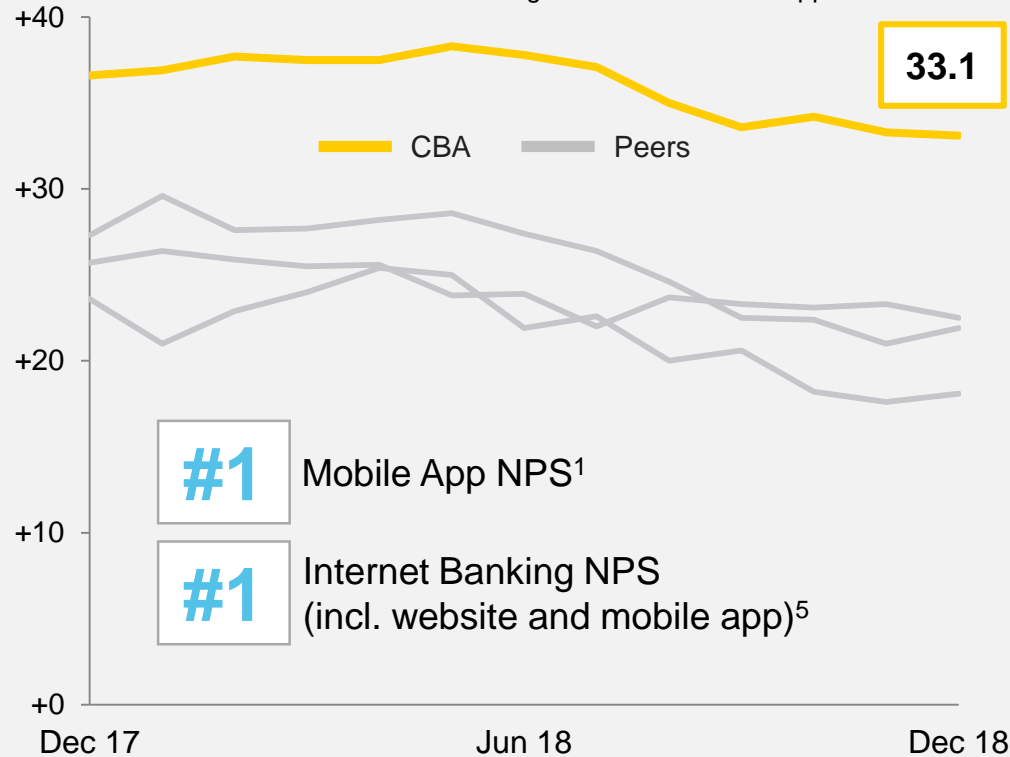 +40
33.1
CBA
Peers
+30
+20
#1
Mobile App NPS¹
+10
#1
Internet Banking NPS
(incl. website and mobile app)⁵
+0
Dec 17
Jun 18
Dec 18